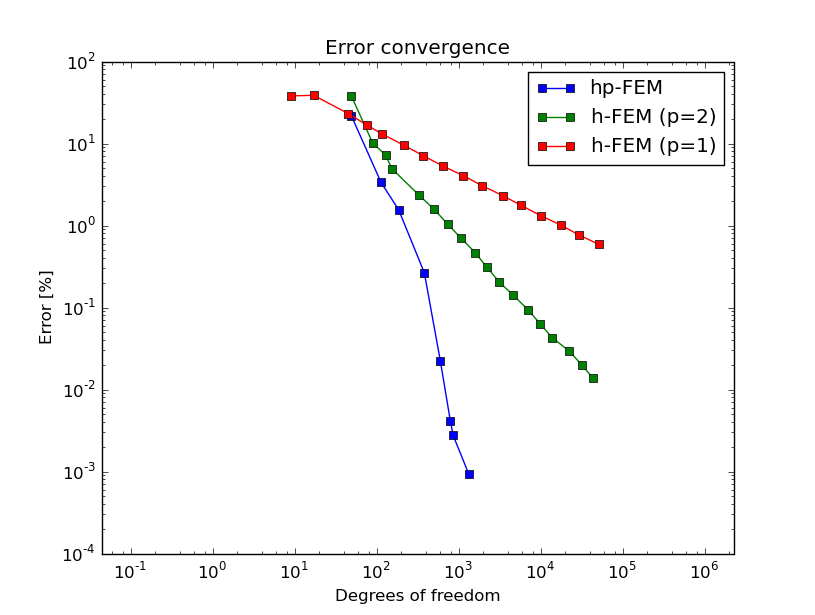 Error convergence
hp-FEM
h-FEM (p=2)
h-FEM (p=1)
Error [%]
10^2
10^1
10^0
10^-1
10^-2
10^-3
10^-4
10^-1 10^0 10^1 10^2 10^3 10^4 10^5 10^6
Degrees of freedom